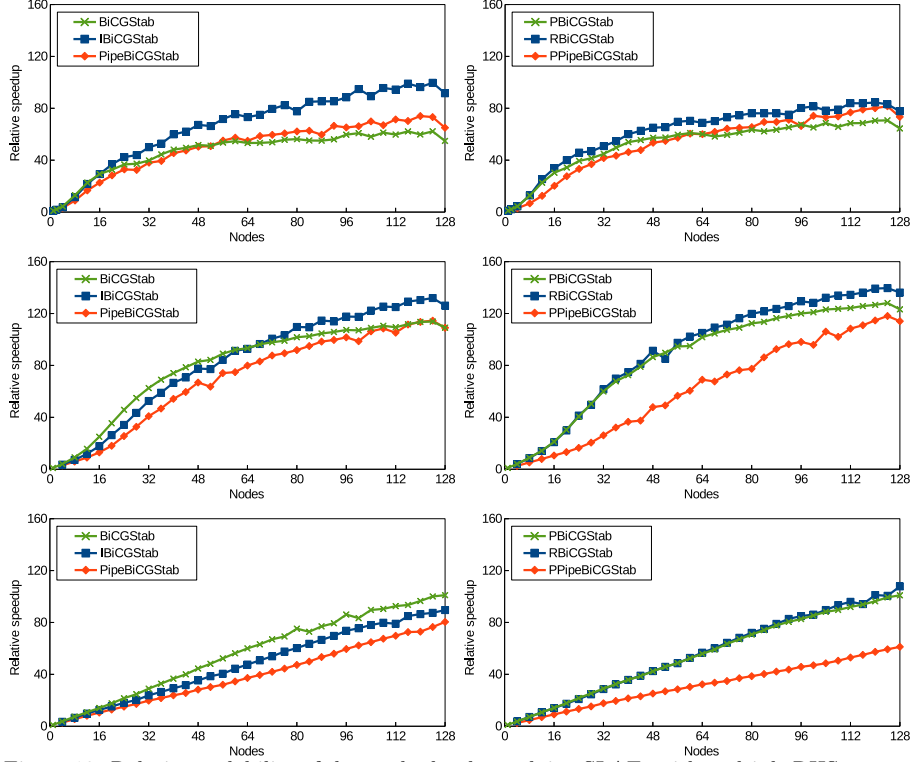 160
120
80
40
0
Relative speedup
BiCGStab
IBiCGStab
PipeBiCGStab
0 16 32 48 64 80 96 112 128
Nodes
160
120
80
40
0
Relative speedup
PBiCGStab
RBiCGStab
PPipeBiCGStab
0 16 32 48 64 80 96 112 128
Nodes
160
120
80
40
0
Relative speedup
BiCGStab
IBiCGStab
PipeBiCGStab
0 16 32 48 64 80 96 112 128
Nodes
160
120
80
40
0
Relative speedup
PBiCGStab
RBiCGStab
PPipeBiCGStab
0 16 32 48 64 80 96 112 128
Nodes
160
120
80
40
0
Relative speedup
BiCGStab
IBiCGStab
PipeBiCGStab
0 16 32 48 64 80 96 112 128
Nodes
160
120
80
40
0
Relative speedup
PBiCGStab
RBiCGStab
PPipeBiCGStab
0 16 32 48 64 80 96 112 128
Nodes